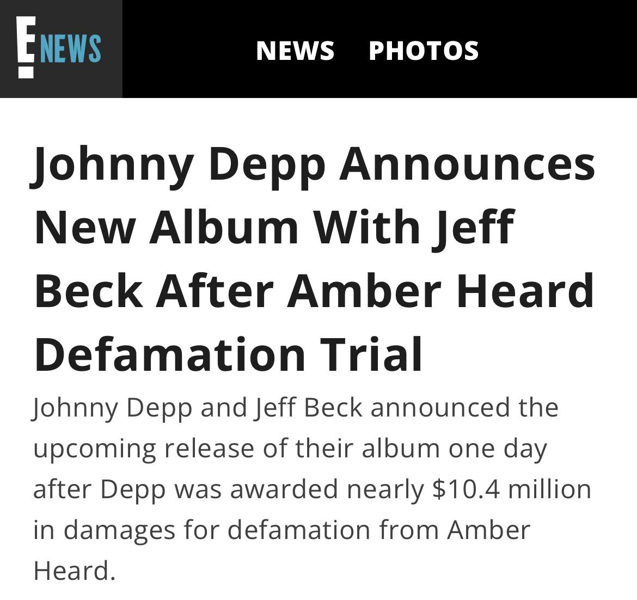 E! NEWS
NEWS PHOTOS
Johnny Depp Announces
New Album With Jeff
Beck After Amber Heard
Defamation Trial
Johnny Depp and Jeff Beck announced the
upcoming release of their album one day
after Depp was awarded nearly $10.4 million
in damages for defamation from Amber
Heard.